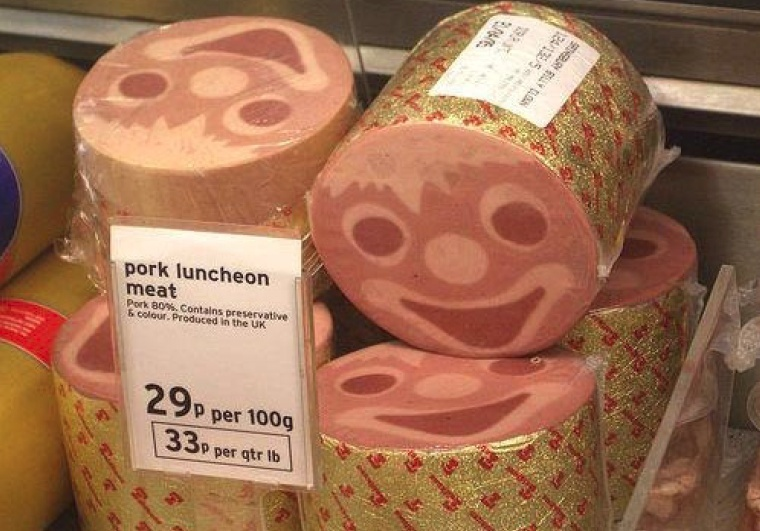 pork luncheon
meat
Pork 80%. Contains preservative
& colour. Produced in the UK
29p per 100g
33p per qtr lb